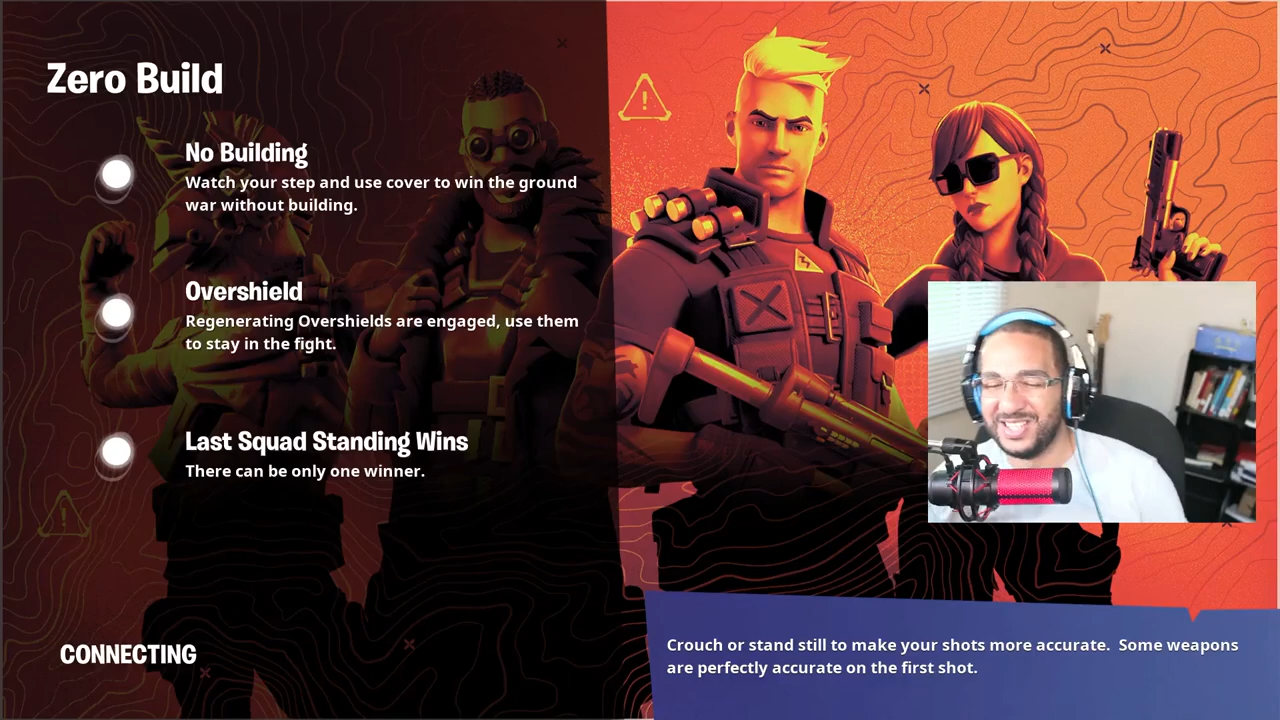 Zero Build
No Building
Watch your step and use cover to win the ground
war without building.
Overshield
Regenerating Overshields are engaged, use them
to stay in the fight.
Last Squad Standing Wins
There can be only one winner.
CONNECTING
Crouch or stand still to make your shots more accurate.  Some weapons
are perfectly accurate on the first shot.